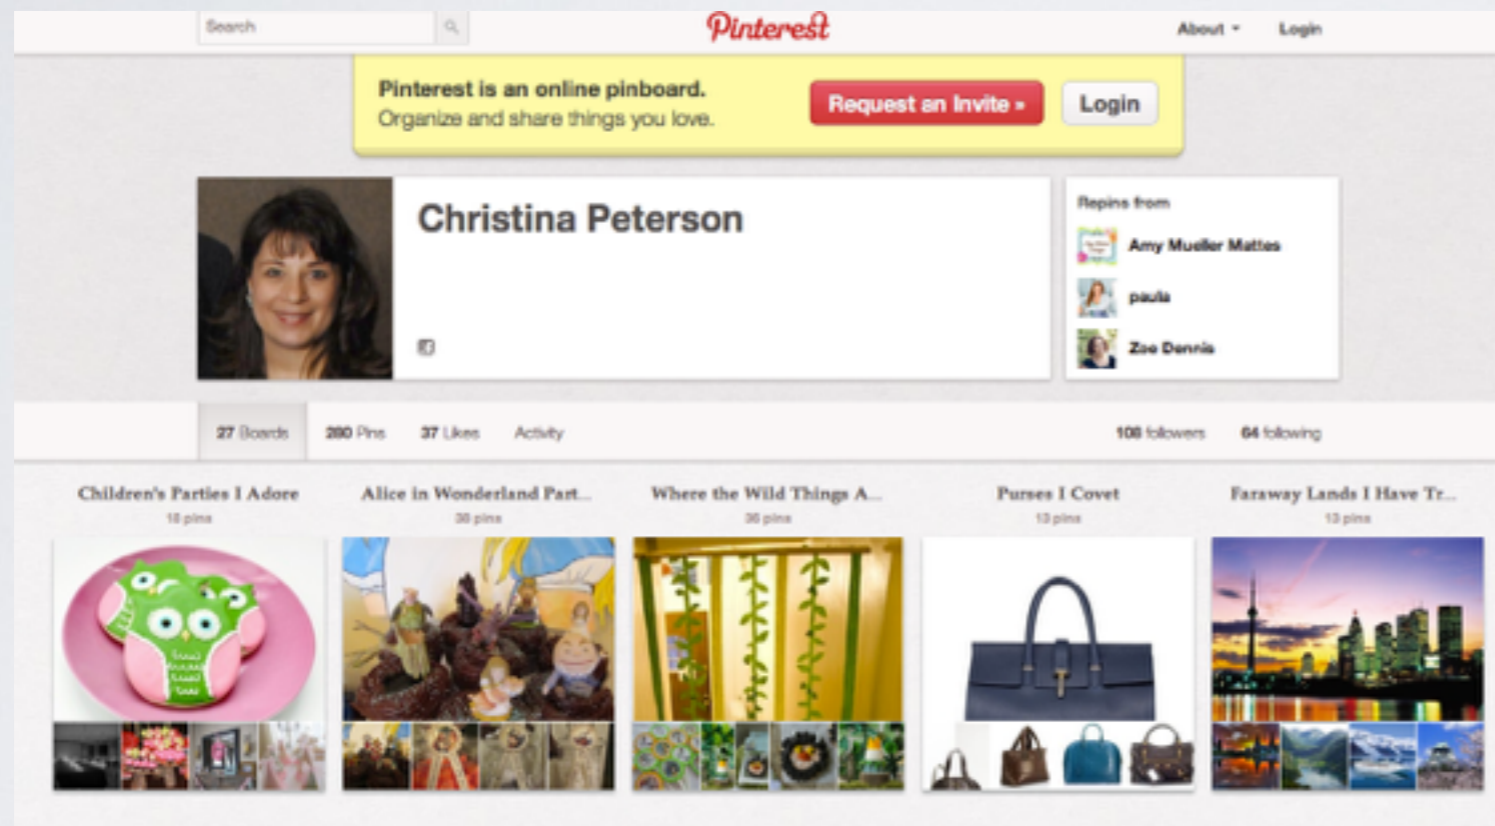 Search
Pinterest
About
Login
Pinterest is an online pinboard.
Organize and share things you love.
Request an Invite »
Login
Christina Peterson
Repins from
Amy Mueller Mattes
paula
Zoe Dennis
27 Boards
280 Pins
37 Likes
Activity
108 followers
64 following
Children's Parties I Adore
18 pins
Alice in Wonderland Part...
Where the Wild Things A...
Purses I Covet
13 pins
Faraway Lands I Have Tr...
13 pins